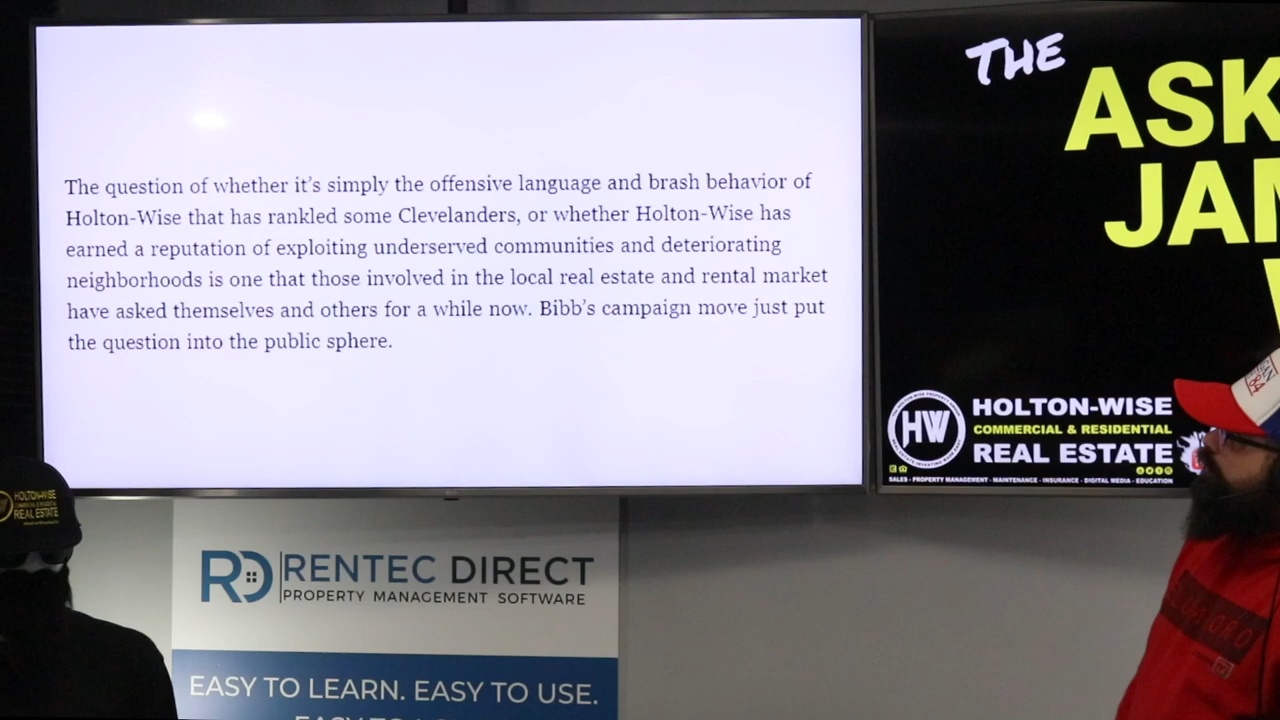 The question of whether it's simply the offensive language and brash behavior of
Holton-Wise that has rankled some Clevelanders, or whether Holton-Wise has
earned a reputation of exploiting underserved communities and deteriorating
neighborhoods is one that those involved in the local real estate and rental market
have asked themselves and others for a while now. Bibb's campaign move just put
the question into the public sphere.
THE
ASK
JAM
HW
HOLTON-WISE
COMMERCIAL & RESIDENTIAL
REAL ESTATE
SALES - PROPERTY MANAGEMENT - MAINTENANCE - INSURANCE - DIGITAL MEDIA - EDUCATION
HOLTON-WISE
REAL ESTATE
RD RENTEC DIRECT
PROPERTY MANAGEMENT SOFTWARE
EASY TO LEARN. EASY TO USE.